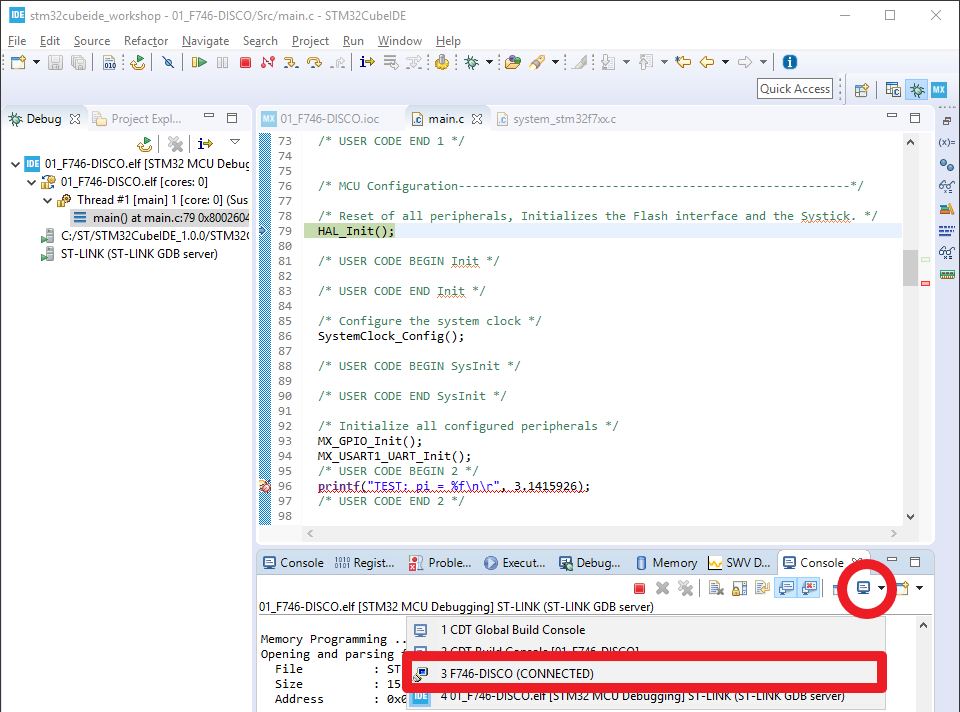 IDE stm32cubeide_workshop - 01_F746-DISCO/Src/main.c - STM32CubeIDE
File Edit Source Refactor Navigate Search Project Run Window Help
Quick Access
MX
Debug
Project Expl...
01_F746-DISCO.ioc
main.c
system_stm32f7xx.c
IDE 01_F746-DISCO.elf [STM32 MCU Debug
01_F746-DISCO.elf [cores: 0]
Thread #1 [main] 1 [core: 0] (Sus
main() at main.c:79 0x8002604
C:/ST/STM32CubeIDE_1.0.0/STM32C
ST-LINK (ST-LINK GDB server)
73 /* USER CODE END 1 */
74
75
76 /* MCU Configuration--------------------------------------------------------*/
77
78 /* Reset of all peripherals, Initializes the Flash interface and the Systick. */
79 HAL_Init();
80
81 /* USER CODE BEGIN Init */
82
83 /* USER CODE END Init */
84
85 /* Configure the system clock */
86 SystemClock_Config();
87
88 /* USER CODE BEGIN SysInit */
89
90 /* USER CODE END SysInit */
91
92 /* Initialize all configured peripherals */
93 MX_GPIO_Init();
94 MX_USART1_UART_Init();
95 /* USER CODE BEGIN 2 */
96 printf("TEST: pi = %f\n\r", 3.1415926);
97 /* USER CODE END 2 */
98
Console Regist... Proble... Execut... Debug... Memory SWV D... Console
01_F746-DISCO.elf [STM32 MCU Debugging] ST-LINK (ST-LINK GDB server)
Memory Programming ..
Opening and parsing
File : ST
Size : 15
Address : 0x0
1 CDT Global Build Console
2 CDT Build Console [01_F746-DISCO]
3 F746-DISCO (CONNECTED)
4 01_F746-DISCO.elf [STM32 MCU Debugging] ST-LINK (ST-LINK GDB server)